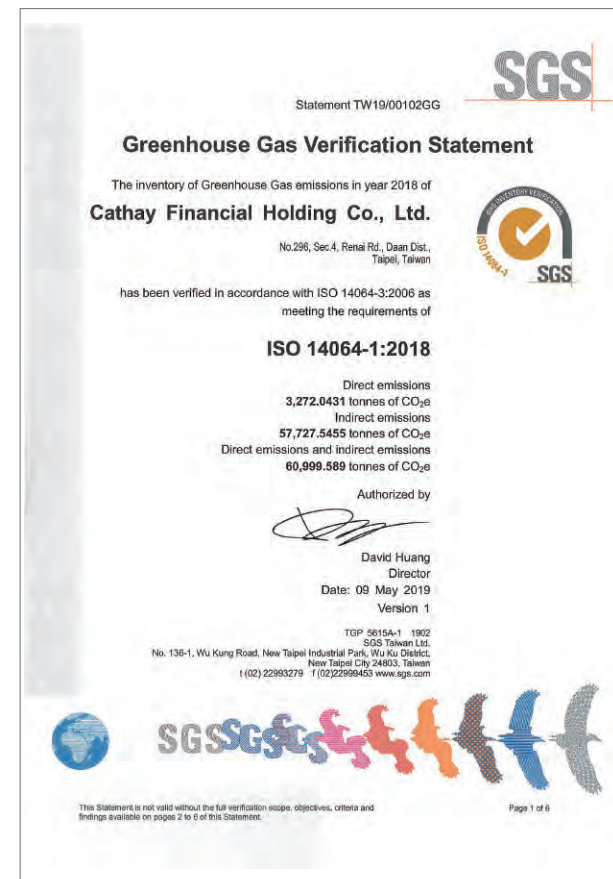 SGS
Statement TW19/00102GG
Greenhouse Gas Verification Statement
The inventory of Greenhouse Gas emissions in year 2018 of
Cathay Financial Holding Co., Ltd.
No.296, Sec.4, Renai Rd., Daan Dist.,
Taipei, Taiwan
GAS INVENTORY VERIFICATION
ISO 14064-1
SGS
has been verified in accordance with ISO 14064-3:2006 as
meeting the requirements of
ISO 14064-1:2018
Direct emissions
3,272.0431 tonnes of CO₂e
Indirect emissions
57,727.5455 tonnes of CO₂e
Direct emissions and indirect emissions
60,999.589 tonnes of CO₂e
Authorized by
David Huang
Director
Date: 09 May 2019
Version 1
TGP 5615A-1 1902
SGS Taiwan Ltd.
No. 136-1, Wu Kung Road, New Taipei Industrial Park, Wu Ku District,
New Taipei City 24803, Taiwan
t (02) 22993279 f (02)22999453 www.sgs.com
SGS SGS SGS
This Statement is not valid without the full verification scope, objectives, criteria and
findings available on pages 2 to 6 of this Statement.
Page 1 of 6